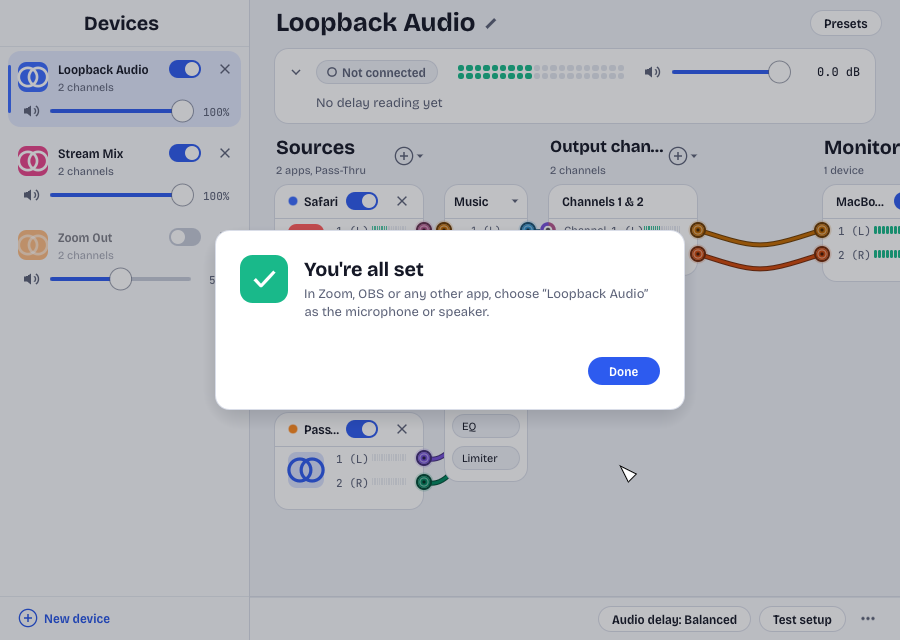 Devices
Loopback Audio
2 channels
100%
Stream Mix
2 channels
100%
Zoom Out
2 channels
New device
Loopback Audio
Presets
Not connected
0.0 dB
No delay reading yet
Sources
2 apps, Pass-Thru
Output chan...
2 channels
Monitor
1 device
Safari
Music
Channels 1 & 2
MacBo...
1 (L)
1 (L)
Channel 1 (L)
1 (L)
2 (R)
You're all set
In Zoom, OBS or any other app, choose "Loopback Audio"
as the microphone or speaker.
Done
Pass...
1 (L)
2 (R)
EQ
Limiter
Audio delay: Balanced
Test setup